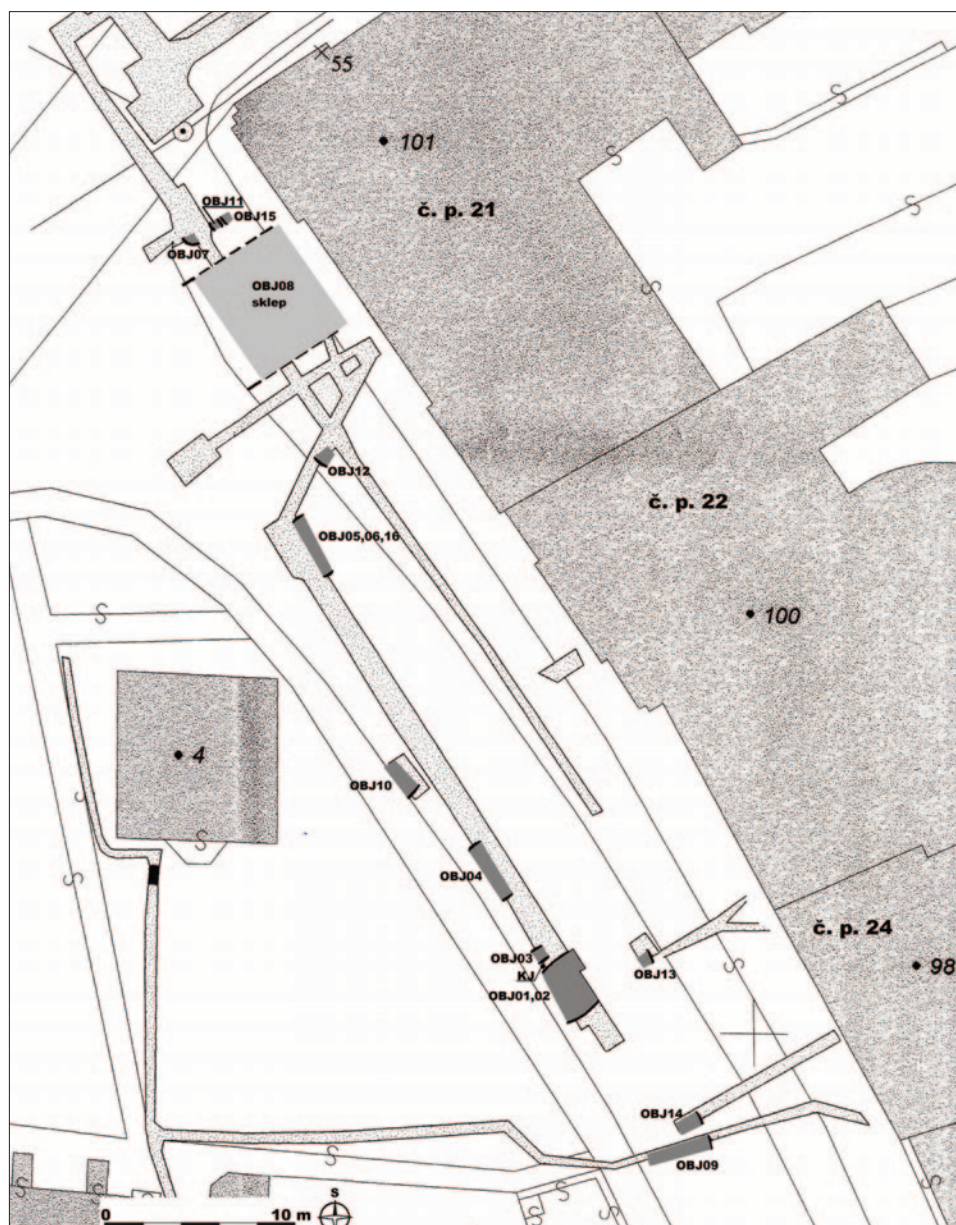 55
101
č. p. 21
OBJ11
OBJ15
OBJ07
OBJ08
sklep
OBJ12
č. p. 22
OBJ05,06,16
100
4
OBJ10
OBJ04
č. p. 24
OBJ03
98
KJ
OBJ13
OBJ01,02
OBJ14
OBJ09
s
0 10 m